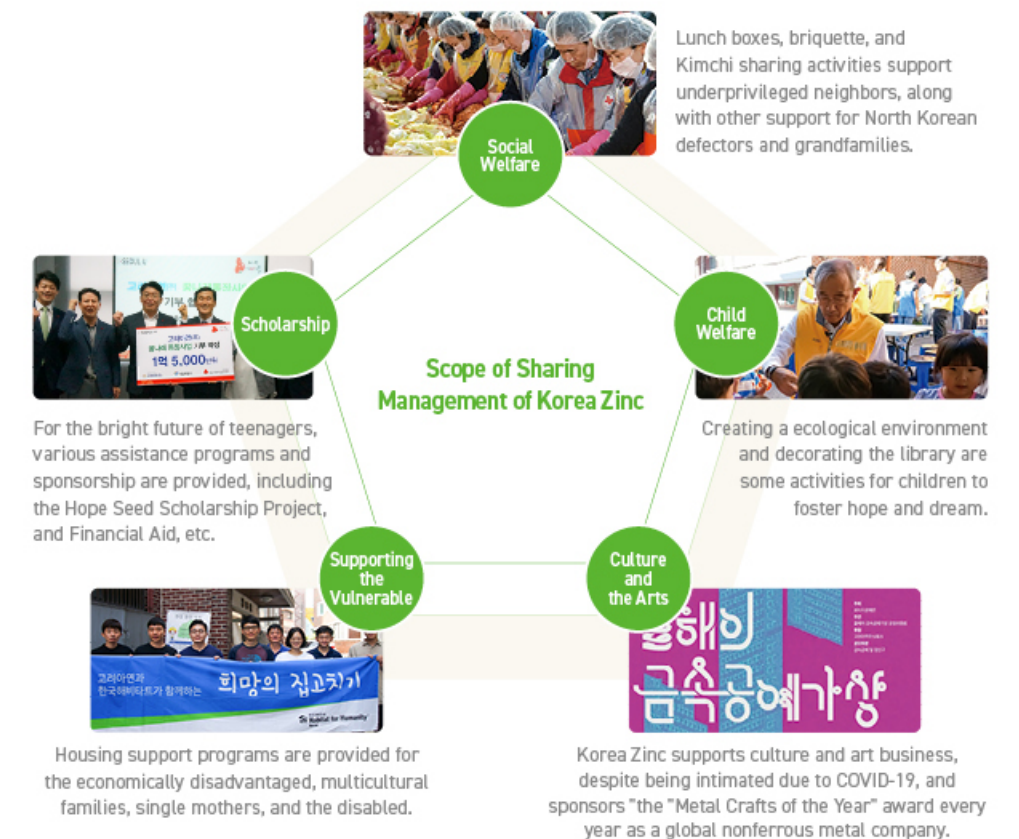 Lunch boxes, briquette, and
Kimchi sharing activities support
underprivileged neighbors, along
with other support for North Korean
defectors and grandfamilies.
Social
Welfare
Scholarship
1억 5,000만원
Child
Welfare
Scope of Sharing
Management of Korea Zinc
For the bright future of teenagers,
various assistance programs and
sponsorship are provided, including
the Hope Seed Scholarship Project,
and Financial Aid, etc.
Creating a ecological environment
and decorating the library are
some activities for children to
foster hope and dream.
Supporting
the
Vulnerable
고려아연과
한국해비타트가 함께하는
희망의 집고치기
Habitat for Humanity
Culture
and
the Arts
올해의
금속공예가상
Housing support programs are provided for
the economically disadvantaged, multicultural
families, single mothers, and the disabled.
Korea Zinc supports culture and art business,
despite being intimated due to COVID-19, and
sponsors "the "Metal Crafts of the Year" award every
year as a global nonferrous metal company.